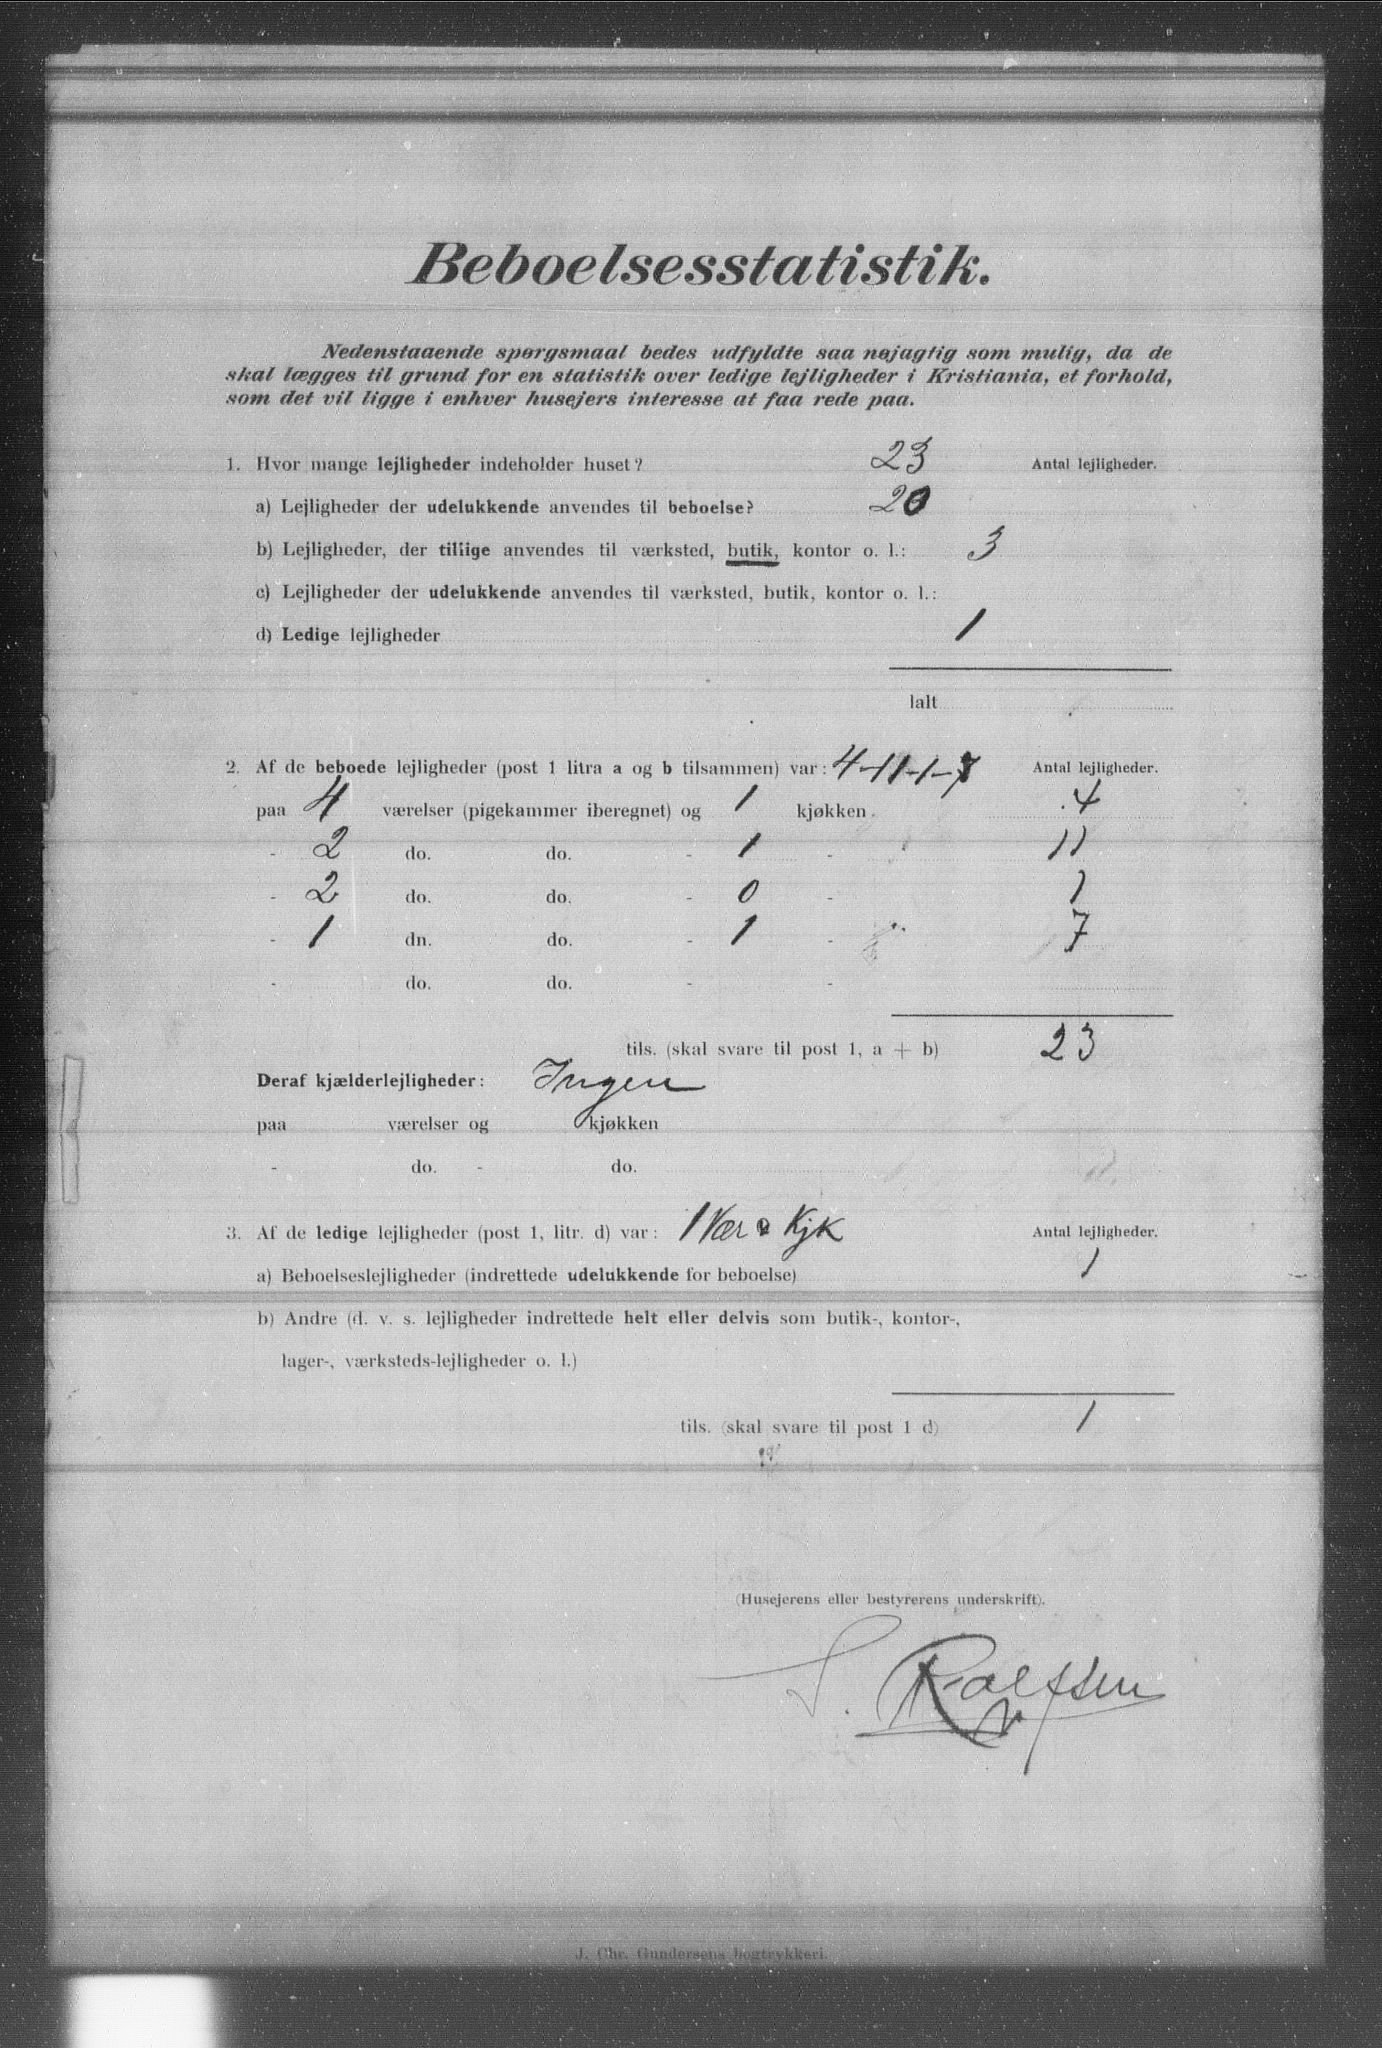 Beboelsesstatistik.
Nedenstaaende spørgsmaal bedes udfyldte saa nøjagtig som mulig, da de
skal lægges til grund for en statistik over ledige lejligheder i Kristiania, et forhold,
som det vil ligge i enhver husejers interesse at faa rede paa.
1. Hvor mange lejligheder indeholder huset? 23 Antal lejligheder.
a) Lejligheder der udelukkende anvendes til beboelse? 20
b) Lejligheder, der tillige anvendes til værksted, butik, kontor o. l.: 3
c) Lejligheder der udelukkende anvendes til værksted, butik, kontor o. l.:
d) Ledige lejligheder 1
Ialt
2. Af de beboede lejligheder (post 1 litra a og b tilsammen) var: 4-11-1-7 Antal lejligheder.
paa 4 værelser (pigekammer iberegnet) og 1 kjøkken 4
- 2 do. do. - 1 - 11
- 2 do. do. - 0 - 1
- 1 dn. do. - 1 - 7
- do. do. - -
tils. (skal svare til post 1, a + b) 23
Deraf kjælderlejligheder: Ingen
paa værelser og kjøkken
- do. - do.
3. Af de ledige lejligheder (post 1, litr. d) var: 1 Vær & Kjk Antal lejligheder.
a) Beboelseslejligheder (indrettede udelukkende for beboelse) 1
b) Andre (d. v. s. lejligheder indrettede helt eller delvis som butik-, kontor-,
lager-, værksteds-lejligheder o. l.)
tils. (skal svare til post 1 d) 1
(Husejerens eller bestyrerens underskrift).
S. Rolfsen
J. Chr. Gundersens bogtrykkeri.